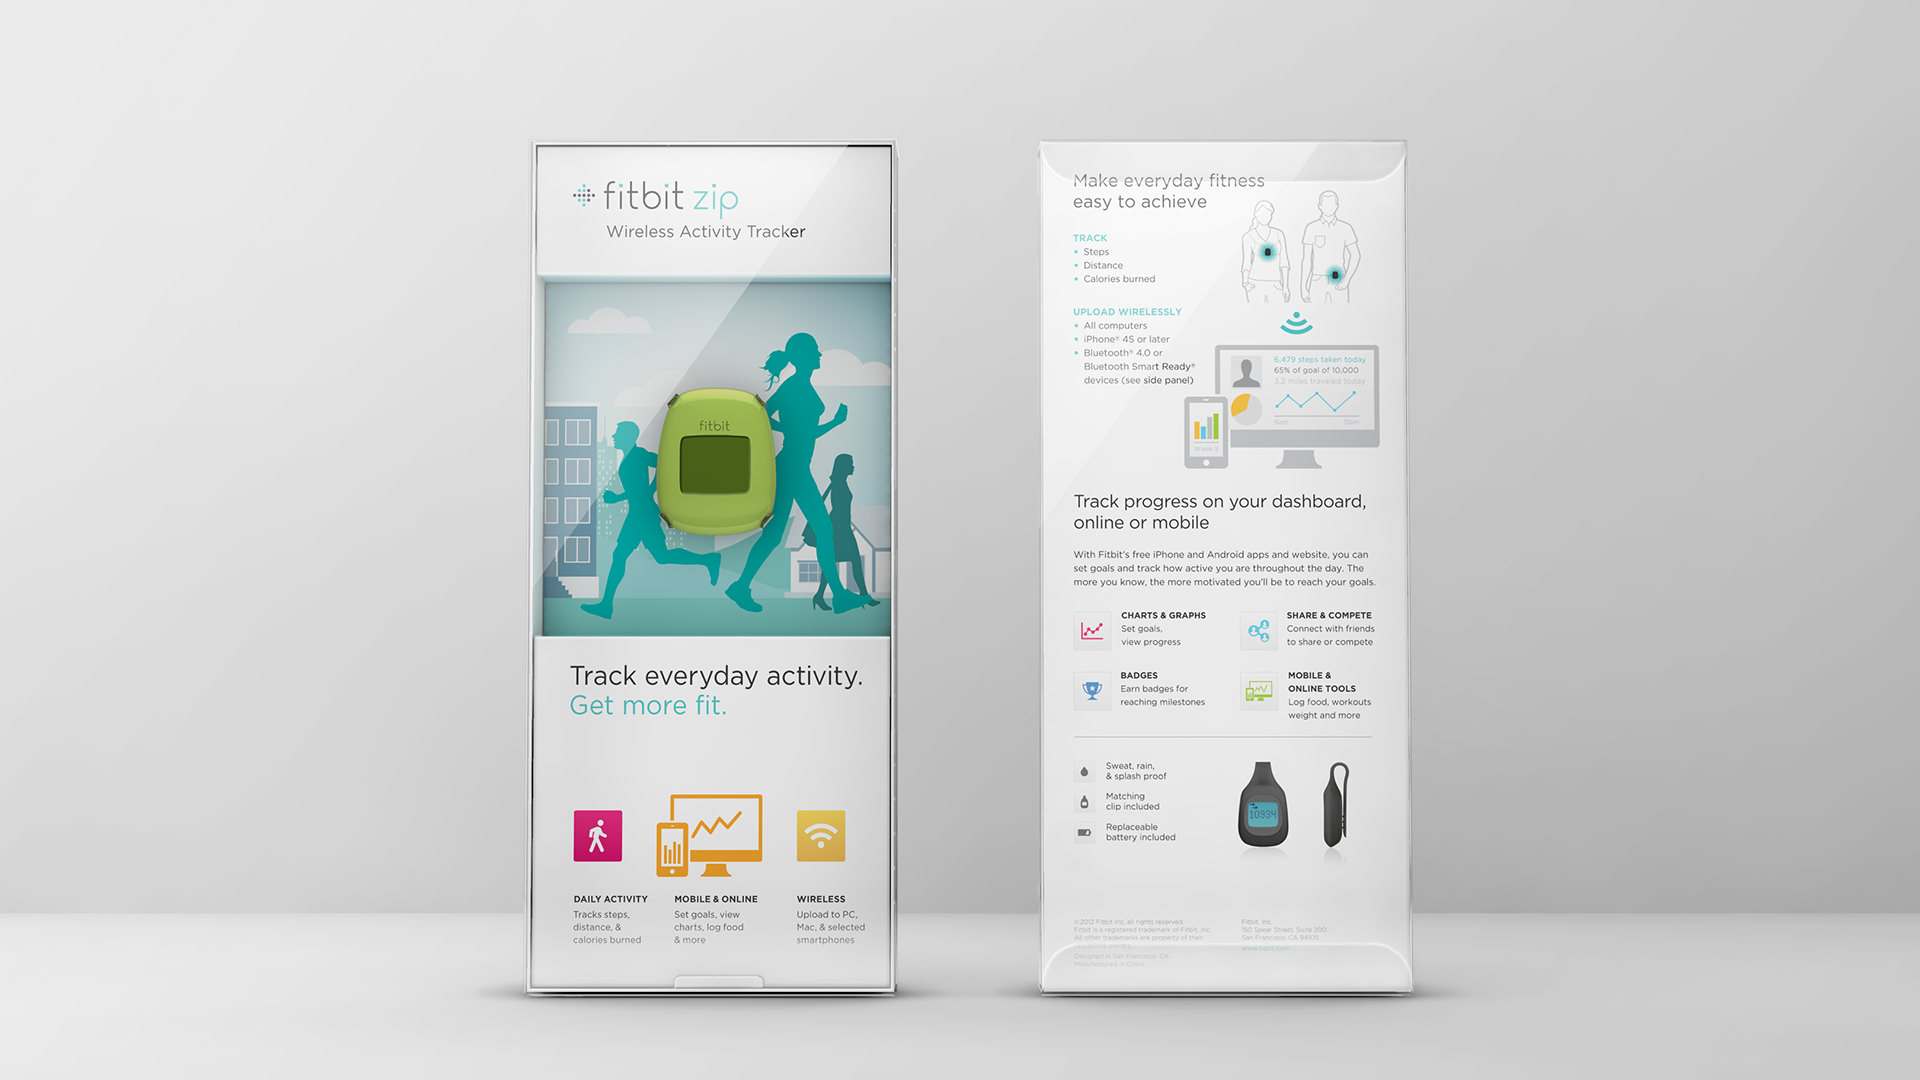 fitbit zip
Wireless Activity Tracker
fitbit
Track everyday activity.
Get more fit.
DAILY ACTIVITY
Tracks steps,
distance, &
calories burned
MOBILE & ONLINE
Set goals, view
charts, log food
& more
WIRELESS
Upload to PC,
Mac, & selected
smartphones
Make everyday fitness
easy to achieve
TRACK
• Steps
• Distance
• Calories burned
UPLOAD WIRELESSLY
• All computers
• iPhone® 4S or later
• Bluetooth® 4.0 or
Bluetooth Smart Ready®
devices (see side panel)
6,479 steps taken today
65% of goal of 10,000
3.2 miles traveled today
8am 11pm
Week 5
Track progress on your dashboard,
online or mobile
With Fitbit's free iPhone and Android apps and website, you can
set goals and track how active you are throughout the day. The
more you know, the more motivated you'll be to reach your goals.
CHARTS & GRAPHS
Set goals,
view progress
SHARE & COMPETE
Connect with friends
to share or compete
BADGES
Earn badges for
reaching milestones
MOBILE &
ONLINE TOOLS
Log food, workouts
weight and more
Sweat, rain,
& splash proof
Matching
clip included
Replaceable
battery included
10934
©2012 Fitbit Inc. all rights reserved.
Fitbit is a registered trademark of Fitbit, Inc.
All other trademarks are property of their
respective owners.
Designed in San Francisco, CA.
Manufactured in China.
Fitbit, Inc.
150 Spear Street, Suite 200
San Francisco, CA 94105
www.fitbit.com